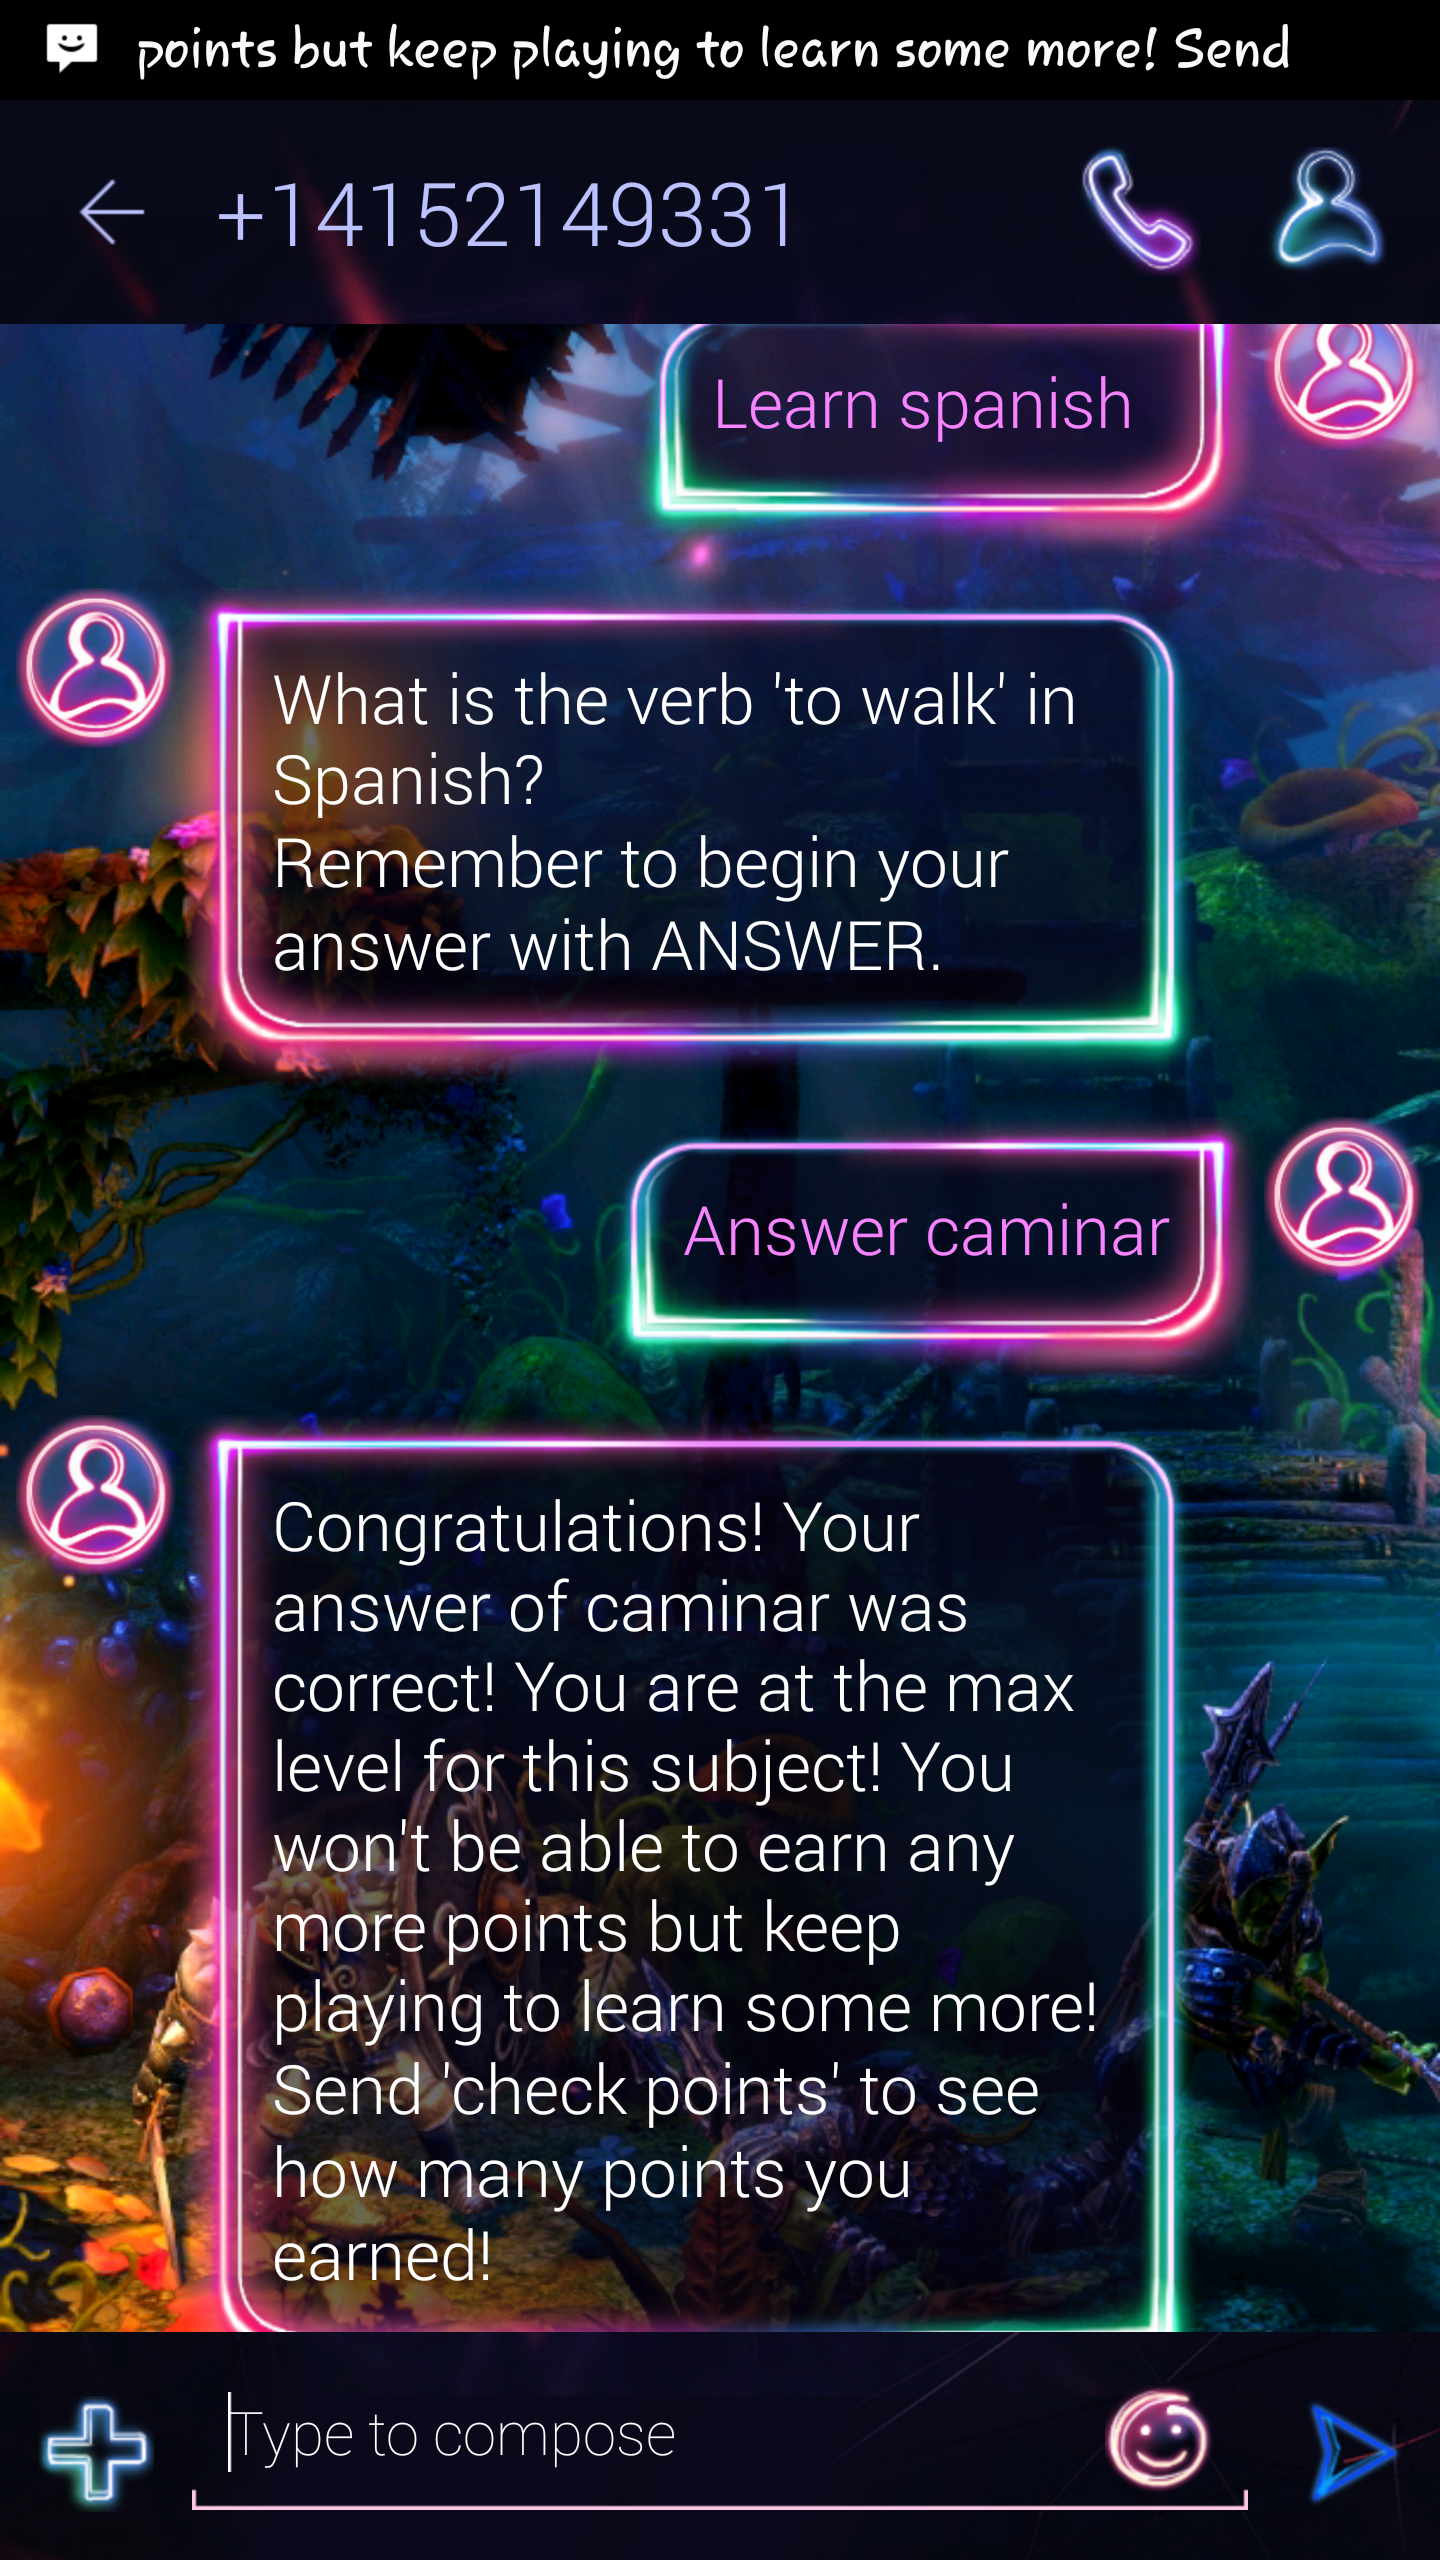 points but keep playing to learn some more! Send
+14152149331
Learn spanish
What is the verb 'to walk' in
Spanish?
Remember to begin your
answer with ANSWER.
Answer caminar
Congratulations! Your
answer of caminar was
correct! You are at the max
level for this subject! You
won't be able to earn any
more points but keep
playing to learn some more!
Send 'check points' to see
how many points you
earned!
Type to compose